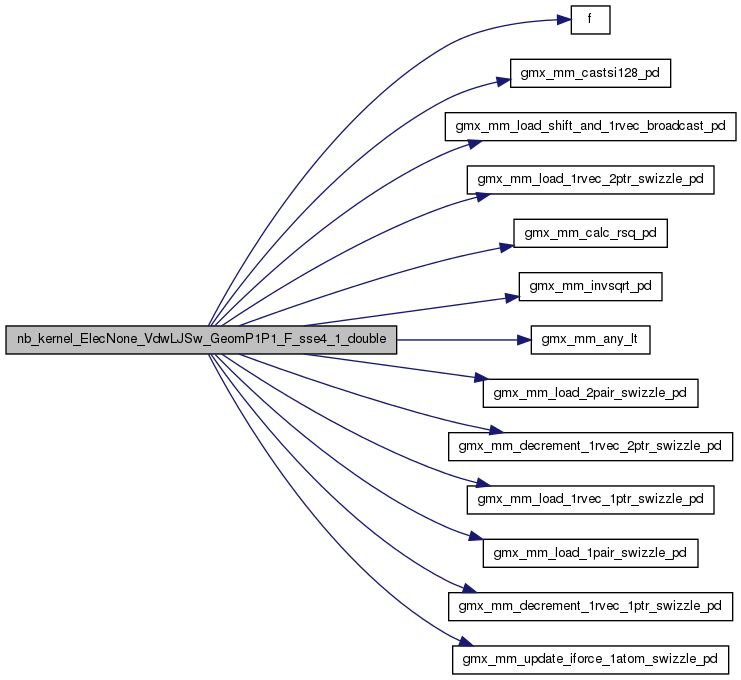 f
gmx_mm_castsi128_pd
gmx_mm_load_shift_and_1rvec_broadcast_pd
gmx_mm_load_1rvec_2ptr_swizzle_pd
gmx_mm_calc_rsq_pd
gmx_mm_invsqrt_pd
nb_kernel_ElecNone_VdwLJSw_GeomP1P1_F_sse4_1_double
gmx_mm_any_lt
gmx_mm_load_2pair_swizzle_pd
gmx_mm_decrement_1rvec_2ptr_swizzle_pd
gmx_mm_load_1rvec_1ptr_swizzle_pd
gmx_mm_load_1pair_swizzle_pd
gmx_mm_decrement_1rvec_1ptr_swizzle_pd
gmx_mm_update_iforce_1atom_swizzle_pd